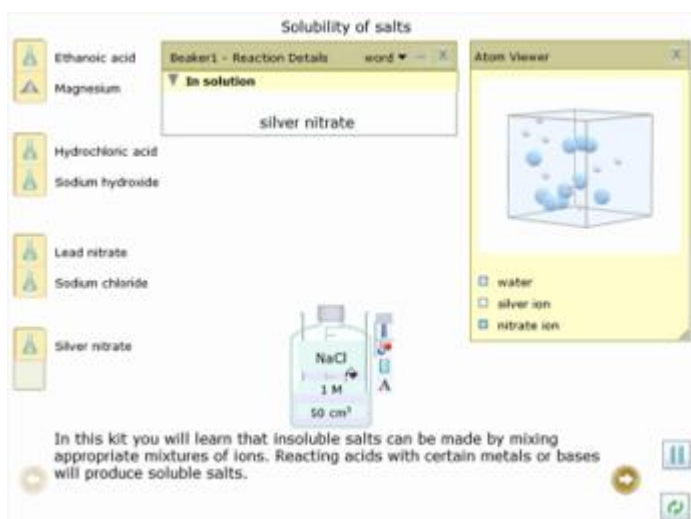 Solubility of salts
Ethanoic acid
Magnesium
Hydrochloric acid
Sodium hydroxide
Lead nitrate
Sodium chloride
Silver nitrate
Beaker1 - Reaction Details word
In solution
silver nitrate
Atom Viewer
water
silver ion
nitrate ion
NaCl
1 M
50 cm³
A
In this kit you will learn that insoluble salts can be made by mixing
appropriate mixtures of ions. Reacting acids with certain metals or bases
will produce soluble salts.